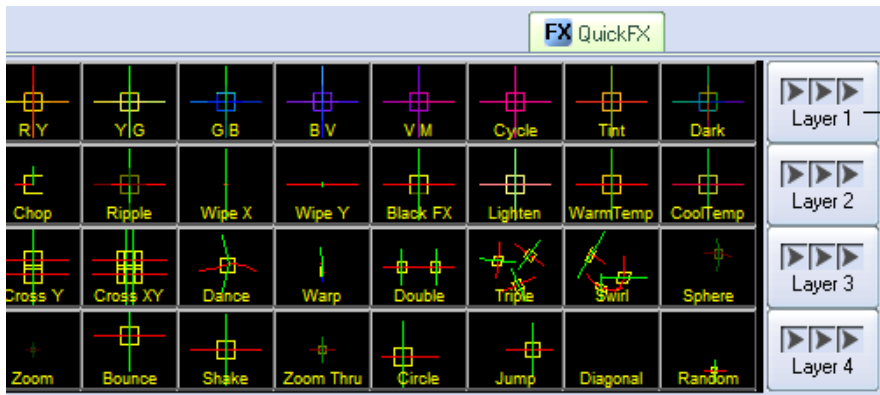 FX QuickFX
R Y Y G G B B V V M Cycle Tint Dark Layer 1
Chop Ripple Wipe X Wipe Y Black FX Lighten WarmTemp CoolTemp Layer 2
Cross Y Cross XY Dance Warp Double Triple Swirl Sphere Layer 3
Zoom Bounce Shake Zoom Thru Circle Jump Diagonal Random Layer 4